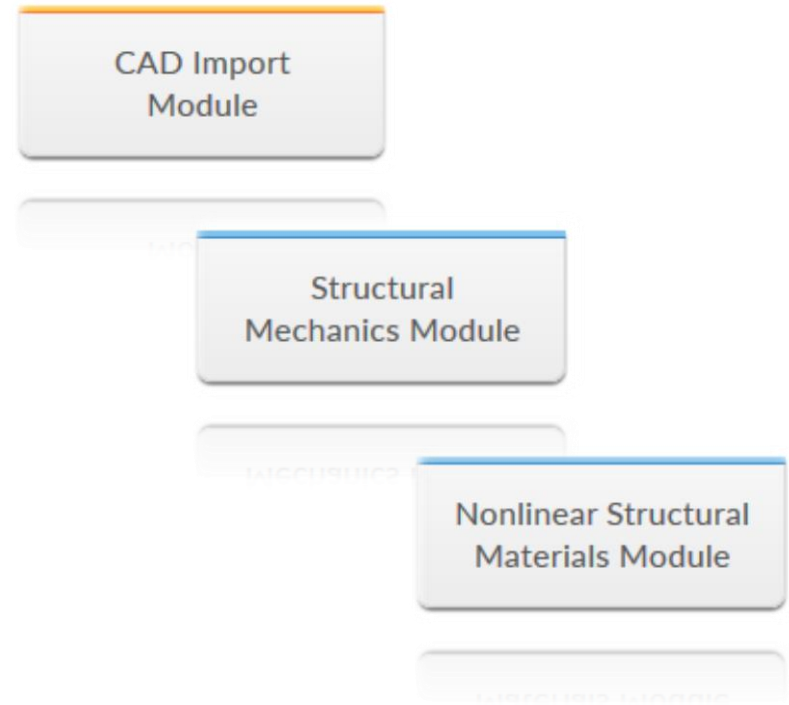 CAD Import
Module
Structural
Mechanics Module
Nonlinear Structural
Materials Module